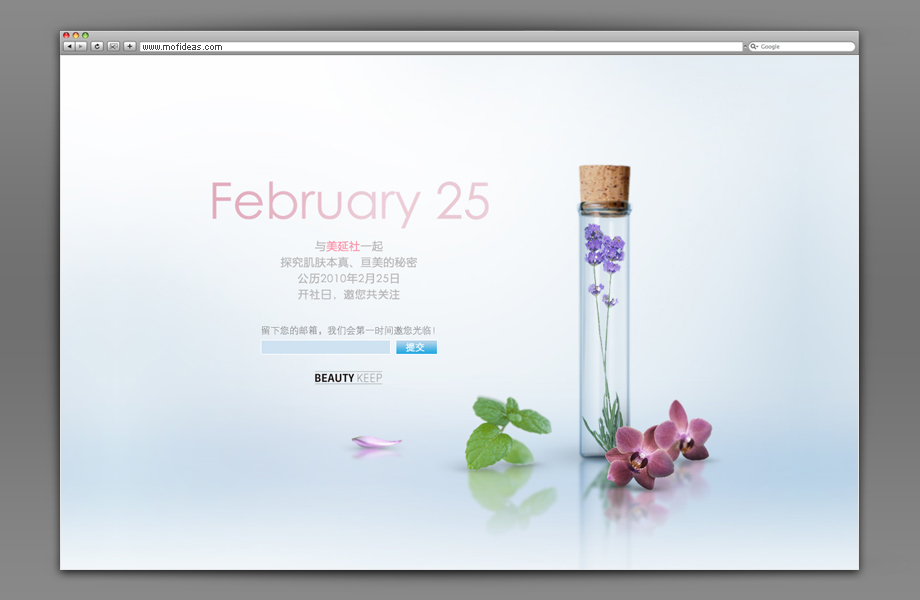 www.mofideas.com
Google
February 25
与美延社一起
探究肌肤本真、亘美的秘密
公历2010年2月25日
开社日、邀您共关注
留下您的邮箱，我们会第一时间邀您光临！
提交
BEAUTY KEEP